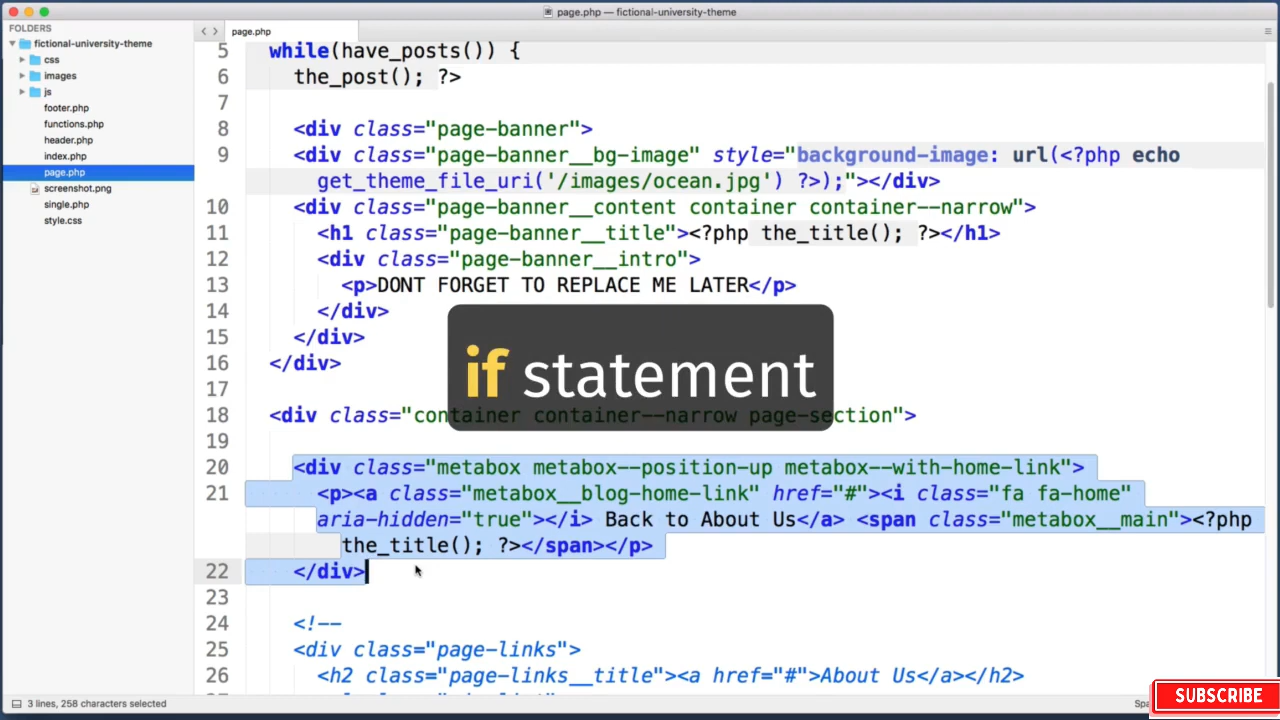 page.php — fictional-university-theme
FOLDERS
fictional-university-theme
css
images
js
footer.php
functions.php
header.php
index.php
page.php
screenshot.png
single.php
style.css
page.php
5 while(have_posts()) {
6 the_post(); ?>
7
8 <div class="page-banner">
9 <div class="page-banner__bg-image" style="background-image: url(<?php echo
get_theme_file_uri('/images/ocean.jpg') ?>);"></div>
10 <div class="page-banner__content container container--narrow">
11 <h1 class="page-banner__title"><?php the_title(); ?></h1>
12 <div class="page-banner__intro">
13 <p>DONT FORGET TO REPLACE ME LATER</p>
14 </div>
15 </div>
16 </div>
17
if statement
18 <div class="container container--narrow page-section">
19
20 <div class="metabox metabox--position-up metabox--with-home-link">
21 <p><a class="metabox__blog-home-link" href="#"><i class="fa fa-home"
aria-hidden="true"></i> Back to About Us</a> <span class="metabox__main"><?php
the_title(); ?></span></p>
22 </div>
23
24 <!--
25 <div class="page-links">
26 <h2 class="page-links__title"><a href="#">About Us</a></h2>
3 lines, 258 characters selected
SUBSCRIBE